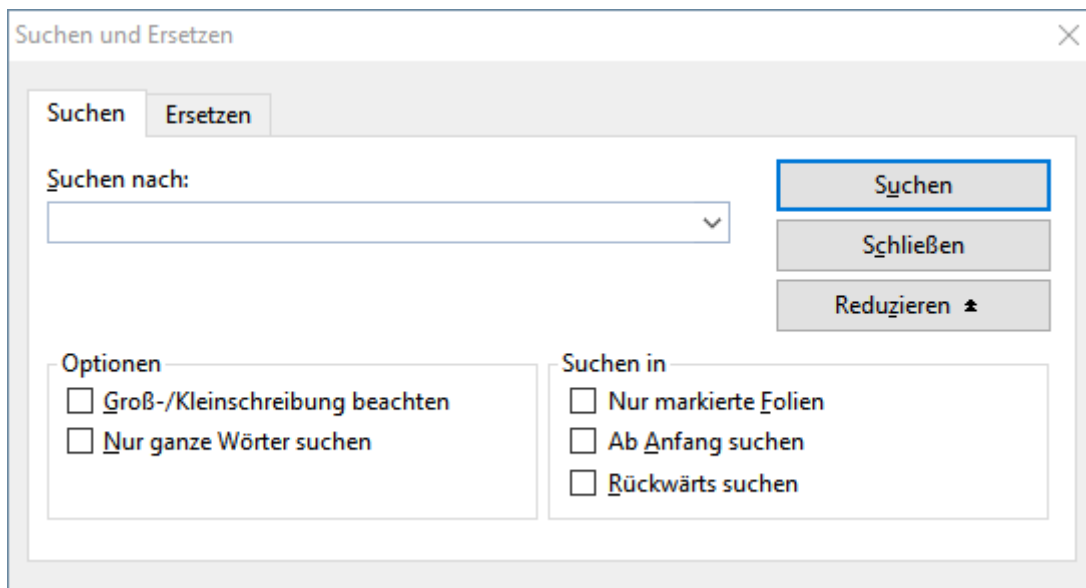 Suchen und Ersetzen
Suchen
Ersetzen
Suchen nach:
Suchen
Schließen
Reduzieren
Optionen
Groß-/Kleinschreibung beachten
Nur ganze Wörter suchen
Suchen in
Nur markierte Folien
Ab Anfang suchen
Rückwärts suchen